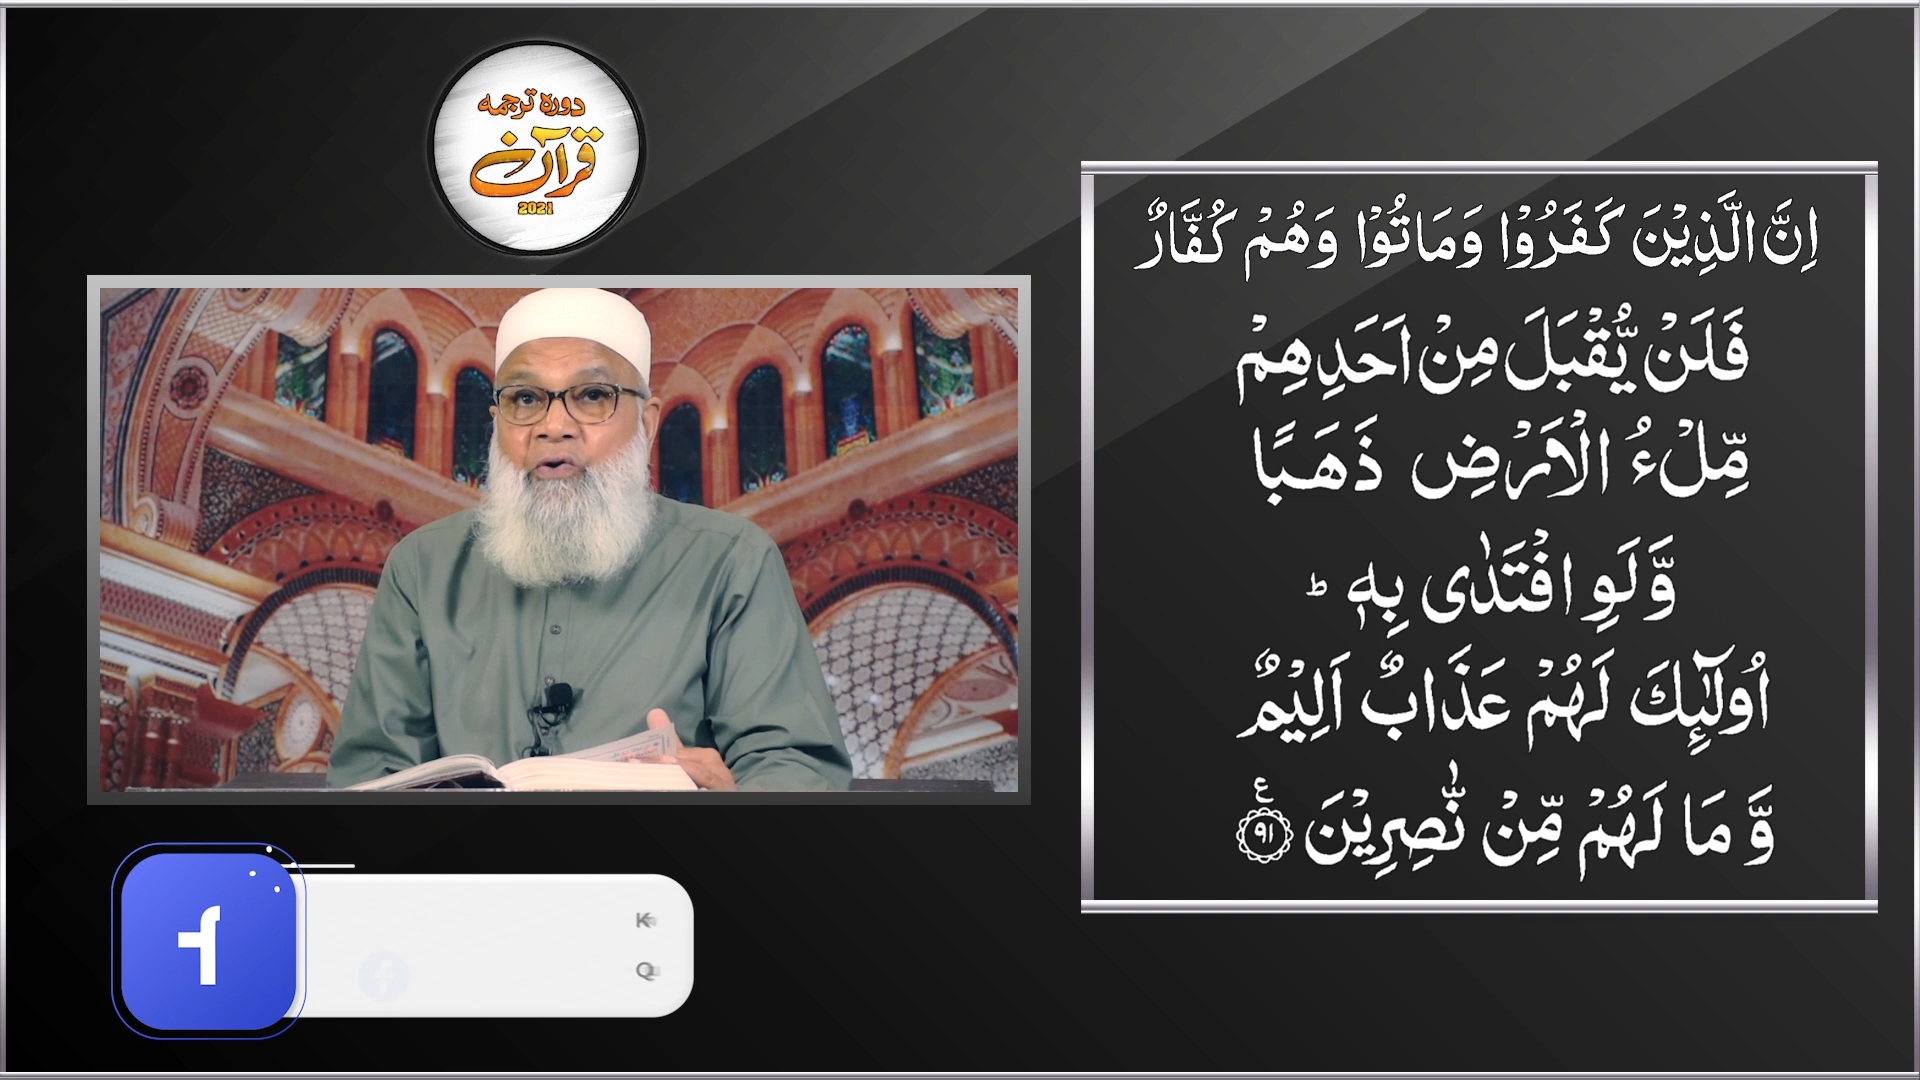 دورہ ترجمہ
قرآن
2021
اِنَّ الَّذِیْنَ كَفَرُوْا وَمَاتُوْا وَهُمْ كُفَّارٌ
فَلَنْ یُّقْبَلَ مِنْ اَحَدِهِمْ
مِّلْءُ الْاَرْضِ ذَهَبًا
وَّلَوِ افْتَدٰی بِهٖ ؕ
اُولٰٓىِٕكَ لَهُمْ عَذَابٌ اَلِیْمٌ
وَّ مَا لَهُمْ مِّنْ نّٰصِرِیْنَ ع ۹۱